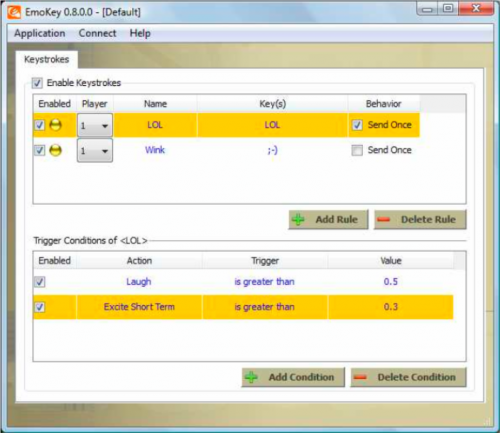 EmoKey 0.8.0.0 - [Default]
Application Connect Help
Keystrokes
Enable Keystrokes
Enabled Player Name Key(s) Behavior
1 LOL LOL Send Once
1 Wink ;-) Send Once
Add Rule Delete Rule
Trigger Conditions of <LOL>
Enabled Action Trigger Value
Laugh is greater than 0.5
Excite Short Term is greater than 0.3
Add Condition Delete Condition